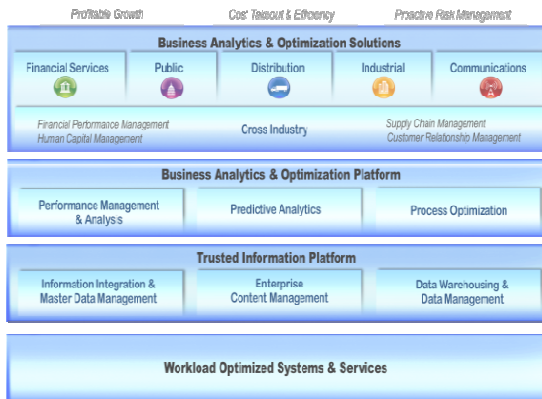 Profitable Growth
Cost Takeout & Efficiency
Proactive Risk Management
Business Analytics & Optimization Solutions
Financial Services
Public
Distribution
Industrial
Communications
Financial Performance Management
Human Capital Management
Cross Industry
Supply Chain Management
Customer Relationship Management
Business Analytics & Optimization Platform
Performance Management
& Analysis
Predictive Analytics
Process Optimization
Trusted Information Platform
Information Integration &
Master Data Management
Enterprise
Content Management
Data Warehousing &
Data Management
Workload Optimized Systems & Services